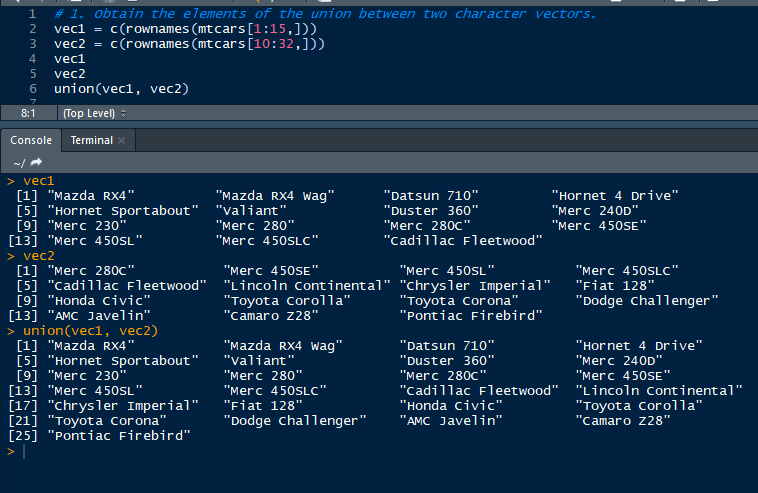 1 # 1. Obtain the elements of the union between two character vectors.
2 vec1 = c(rownames(mtcars[1:15,]))
3 vec2 = c(rownames(mtcars[10:32,]))
4 vec1
5 vec2
6 union(vec1, vec2)
7
8:1 (Top Level)
Console Terminal ×
~/
> vec1
[1] "Mazda RX4" "Mazda RX4 Wag" "Datsun 710" "Hornet 4 Drive"
[5] "Hornet Sportabout" "Valiant" "Duster 360" "Merc 240D"
[9] "Merc 230" "Merc 280" "Merc 280C" "Merc 450SE"
[13] "Merc 450SL" "Merc 450SLC" "Cadillac Fleetwood"
> vec2
[1] "Merc 280C" "Merc 450SE" "Merc 450SL" "Merc 450SLC"
[5] "Cadillac Fleetwood" "Lincoln Continental" "Chrysler Imperial" "Fiat 128"
[9] "Honda Civic" "Toyota Corolla" "Toyota Corona" "Dodge Challenger"
[13] "AMC Javelin" "Camaro Z28" "Pontiac Firebird"
> union(vec1, vec2)
[1] "Mazda RX4" "Mazda RX4 Wag" "Datsun 710" "Hornet 4 Drive"
[5] "Hornet Sportabout" "Valiant" "Duster 360" "Merc 240D"
[9] "Merc 230" "Merc 280" "Merc 280C" "Merc 450SE"
[13] "Merc 450SL" "Merc 450SLC" "Cadillac Fleetwood" "Lincoln Continental"
[17] "Chrysler Imperial" "Fiat 128" "Honda Civic" "Toyota Corolla"
[21] "Toyota Corona" "Dodge Challenger" "AMC Javelin" "Camaro Z28"
[25] "Pontiac Firebird"
>